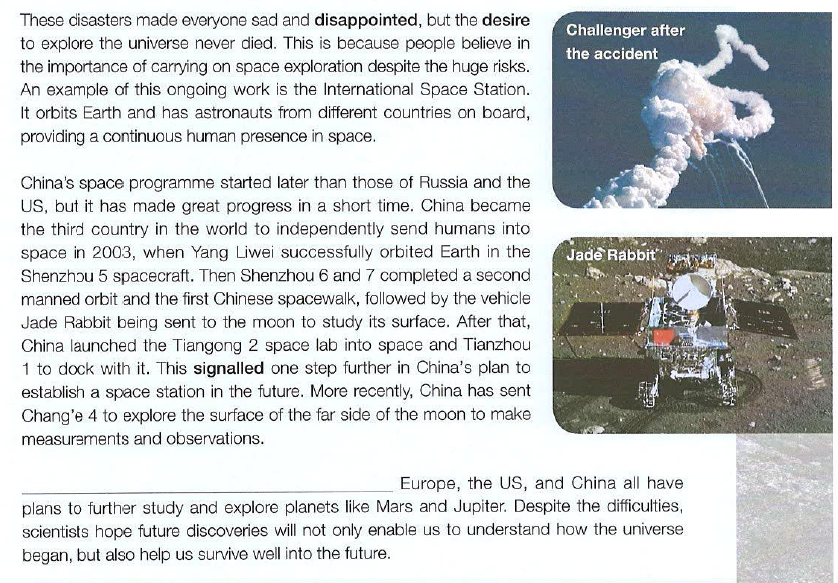 These disasters made everyone sad and disappointed, but the desire
to explore the universe never died. This is because people believe in
the importance of carrying on space exploration despite the huge risks.
An example of this ongoing work is the International Space Station.
It orbits Earth and has astronauts from different countries on board,
providing a continuous human presence in space.
China's space programme started later than those of Russia and the
US, but it has made great progress in a short time. China became
the third country in the world to independently send humans into
space in 2003, when Yang Liwei successfully orbited Earth in the
Shenzhou 5 spacecraft. Then Shenzhou 6 and 7 completed a second
manned orbit and the first Chinese spacewalk, followed by the vehicle
Jade Rabbit being sent to the moon to study its surface. After that,
China launched the Tiangong 2 space lab into space and Tianzhou
1 to dock with it. This signalled one step further in China's plan to
establish a space station in the future. More recently, China has sent
Chang'e 4 to explore the surface of the far side of the moon to make
measurements and observations.
Europe, the US, and China all have
plans to further study and explore planets like Mars and Jupiter. Despite the difficulties,
scientists hope future discoveries will not only enable us to understand how the universe
began, but also help us survive well into the future.
Challenger after
the accident
Jade Rabbit